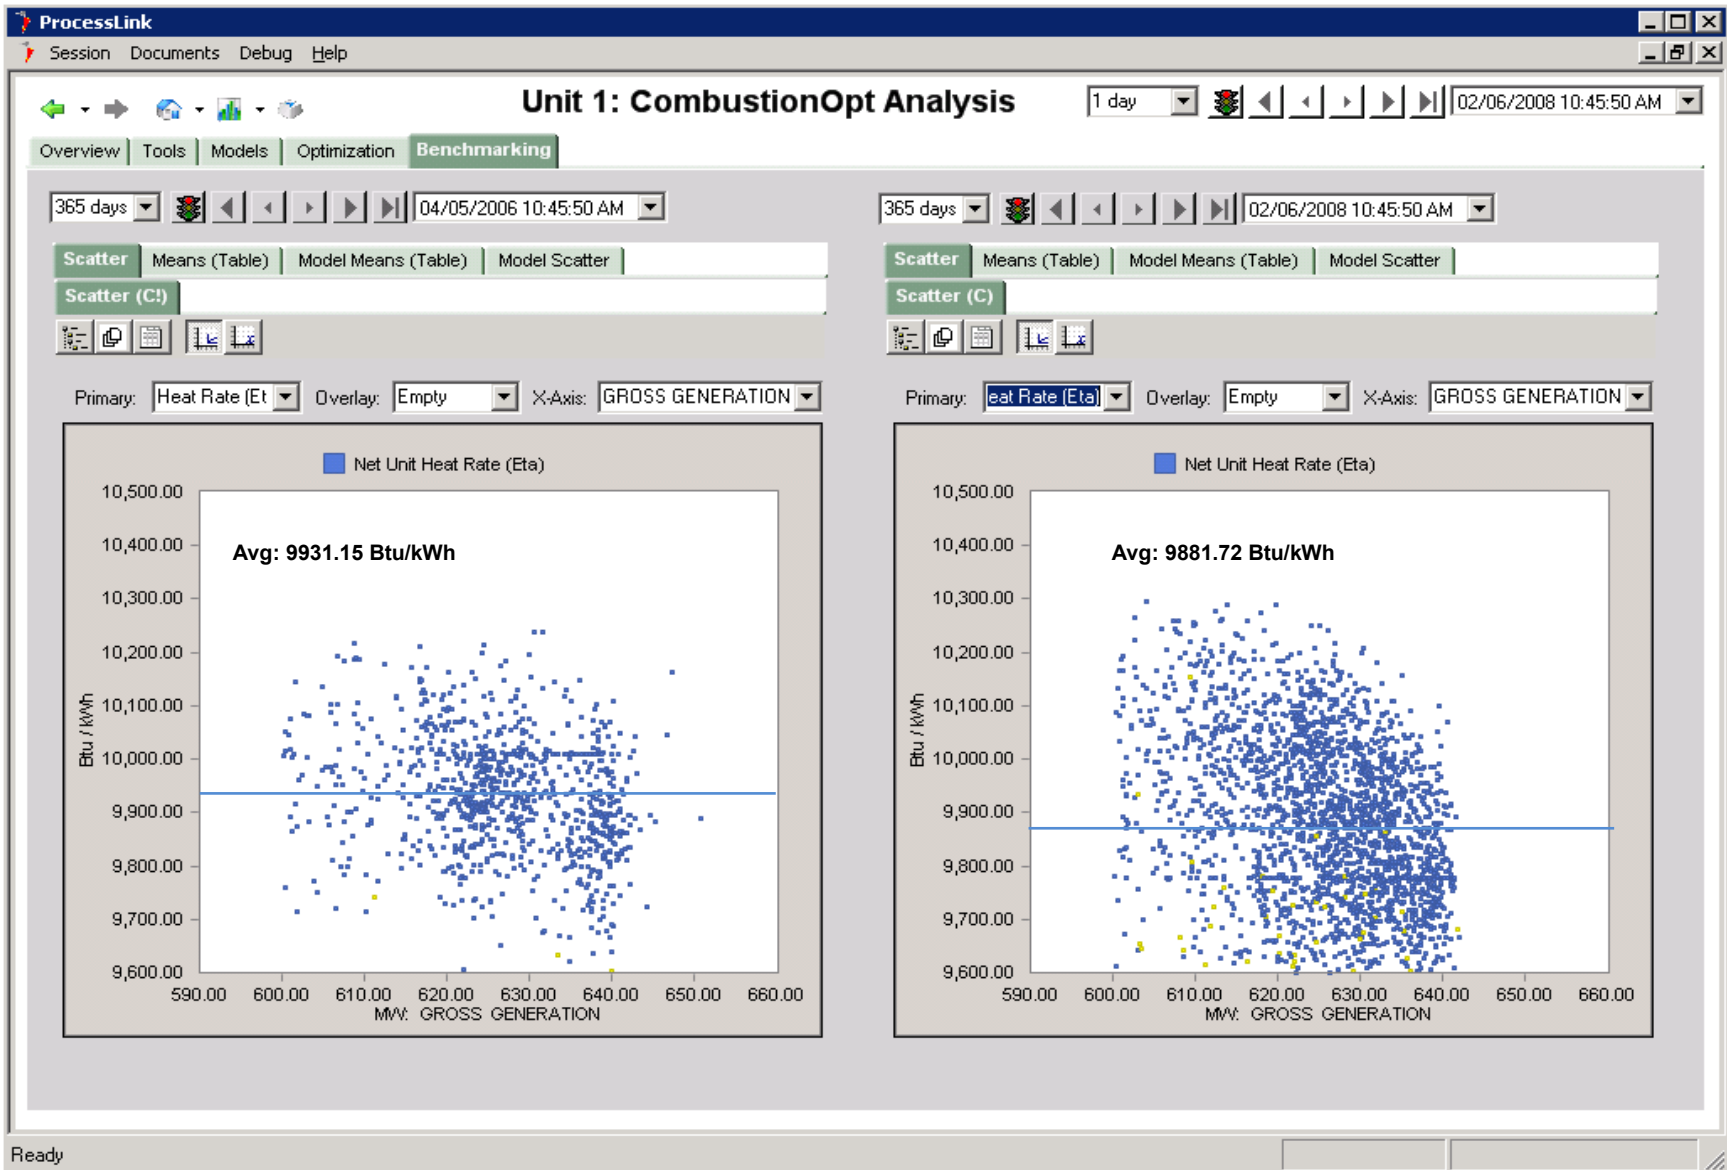 ProcessLink
Session Documents Debug Help
Unit 1: CombustionOpt Analysis
1 day
02/06/2008 10:45:50 AM
Overview Tools Models Optimization Benchmarking
365 days
04/05/2006 10:45:50 AM
Scatter Means (Table) Model Means (Table) Model Scatter
Scatter (C!)
Primary: Heat Rate (Et Overlay: Empty X-Axis: GROSS GENERATION
Net Unit Heat Rate (Eta)
Avg: 9931.15 Btu/kWh
10,500.00
10,400.00
10,300.00
10,200.00
10,100.00
10,000.00
9,900.00
9,800.00
9,700.00
9,600.00
Btu / kWh
590.00 600.00 610.00 620.00 630.00 640.00 650.00 660.00
MW: GROSS GENERATION
365 days
02/06/2008 10:45:50 AM
Scatter Means (Table) Model Means (Table) Model Scatter
Scatter (C)
Primary: eat Rate (Eta) Overlay: Empty X-Axis: GROSS GENERATION
Net Unit Heat Rate (Eta)
Avg: 9881.72 Btu/kWh
10,500.00
10,400.00
10,300.00
10,200.00
10,100.00
10,000.00
9,900.00
9,800.00
9,700.00
9,600.00
Btu / kWh
590.00 600.00 610.00 620.00 630.00 640.00 650.00 660.00
MW: GROSS GENERATION
Ready